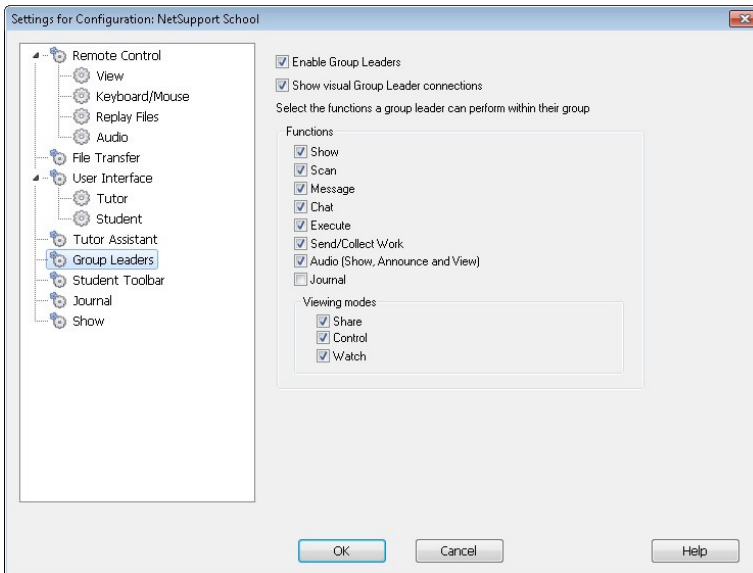 Settings for Configuration: NetSupport School
Remote Control
View
Keyboard/Mouse
Replay Files
Audio
File Transfer
User Interface
Tutor
Student
Tutor Assistant
Group Leaders
Student Toolbar
Journal
Show
Enable Group Leaders
Show visual Group Leader connections
Select the functions a group leader can perform within their group
Functions
Show
Scan
Message
Chat
Execute
Send/Collect Work
Audio (Show, Announce and View)
Journal
Viewing modes
Share
Control
Watch
OK
Cancel
Help